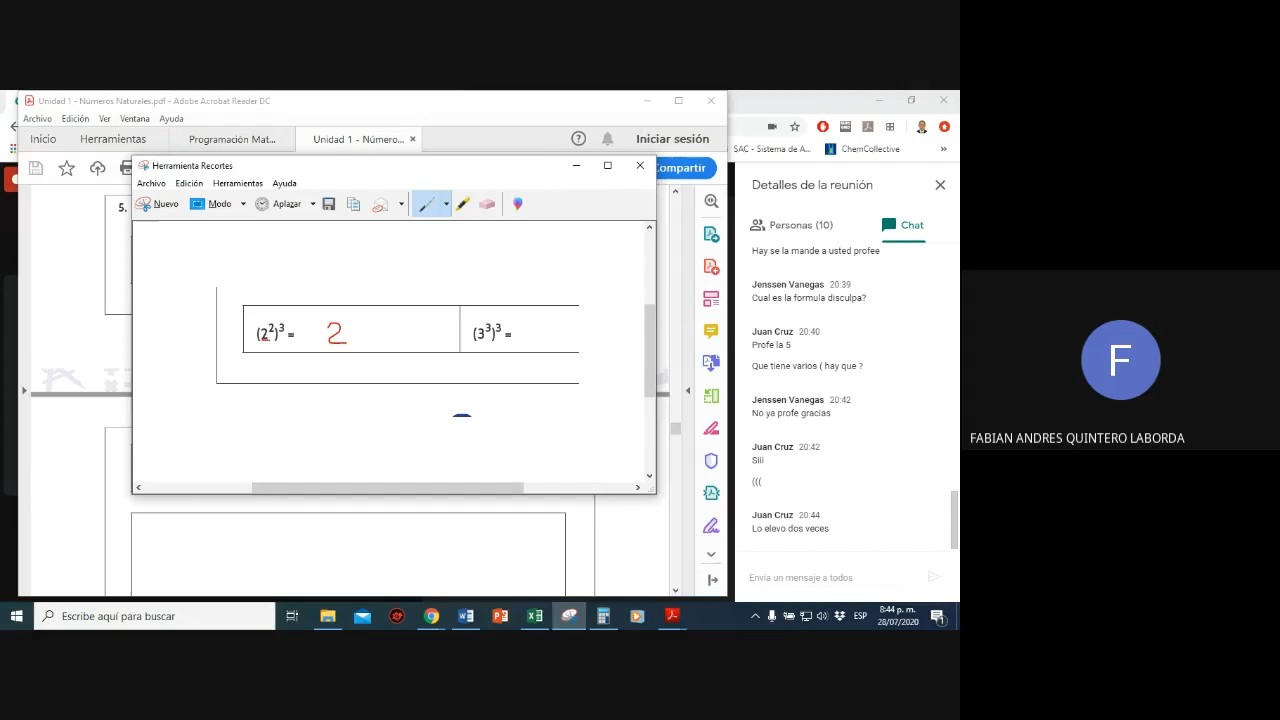 Unidad 1 - Números Naturales.pdf - Adobe Acrobat Reader DC
Archivo Edición Ver Ventana Ayuda
Inicio Herramientas Programación Mat... Unidad 1 - Número... × Iniciar sesión
Compartir
5.
Herramienta Recortes
Archivo Edición Herramientas Ayuda
Nuevo Modo Aplazar
(2²)³ = 2 (3³)³ =
SAC - Sistema de A... ChemCollective »
Detalles de la reunión
Personas (10) Chat
Hay se la mande a usted profee
Jenssen Vanegas 20:39
Cual es la formula disculpa?
Juan Cruz 20:40
Profe la 5
Que tiene varios ( hay que ?
Jenssen Vanegas 20:42
No ya profe gracias
Juan Cruz 20:42
Siii
(((
Juan Cruz 20:44
Lo elevo dos veces
Envía un mensaje a todos
F
FABIAN ANDRES QUINTERO LABORDA
Escribe aquí para buscar
ESP
8:44 p. m.
28/07/2020
1